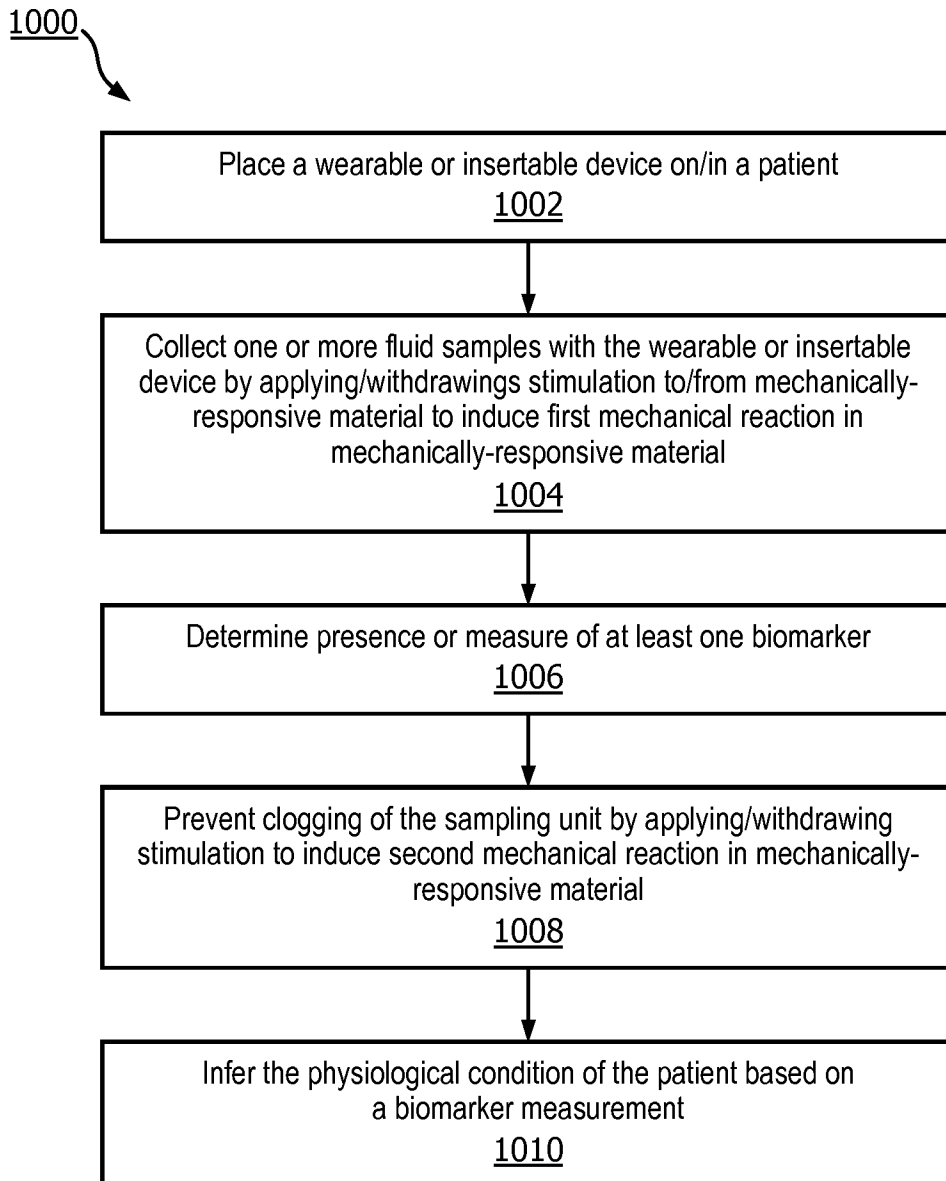 1000
Place a wearable or insertable device on/in a patient
1002
Collect one or more fluid samples with the wearable or insertable
device by applying/withdrawings stimulation to/from mechanically-
responsive material to induce first mechanical reaction in
mechanically-responsive material
1004
Determine presence or measure of at least one biomarker
1006
Prevent clogging of the sampling unit by applying/withdrawing
stimulation to induce second mechanical reaction in mechanically-
responsive material
1008
Infer the physiological condition of the patient based on
a biomarker measurement
1010